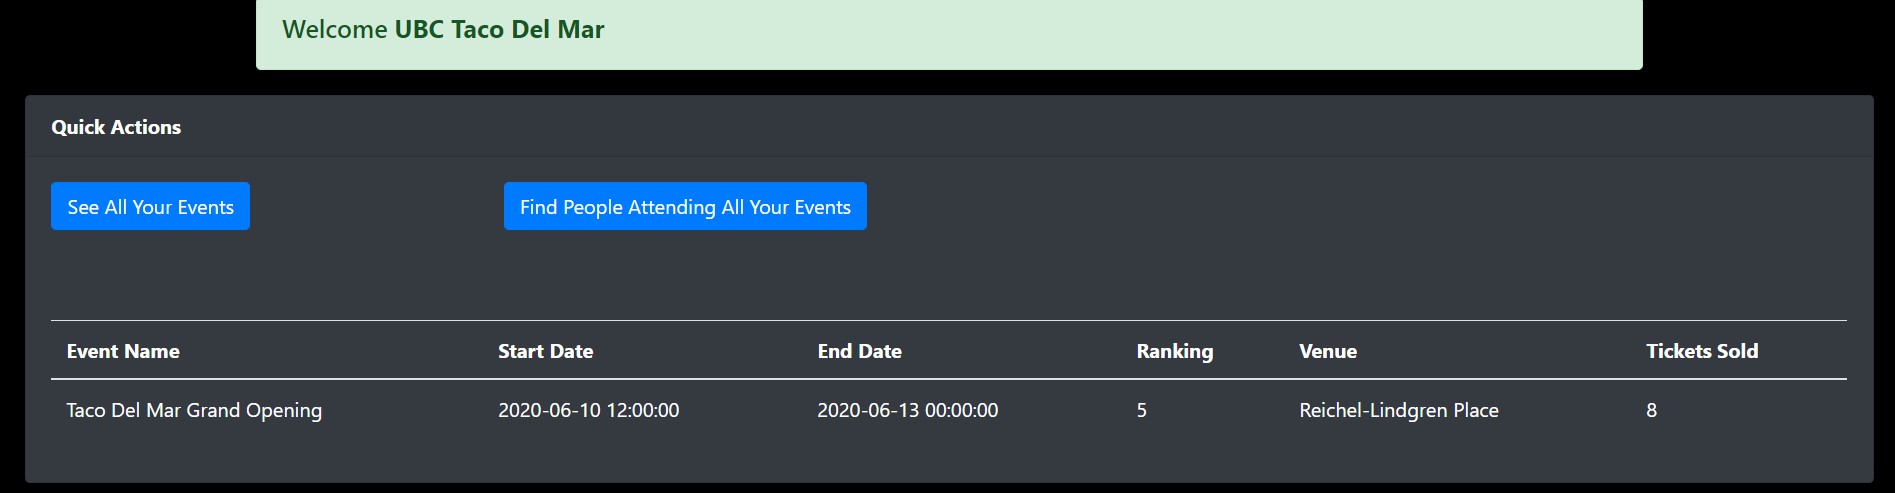 Welcome UBC Taco Del Mar
Quick Actions
See All Your Events Find People Attending All Your Events
Event Name Start Date End Date Ranking Venue Tickets Sold
Taco Del Mar Grand Opening 2020-06-10 12:00:00 2020-06-13 00:00:00 5 Reichel-Lindgren Place 8